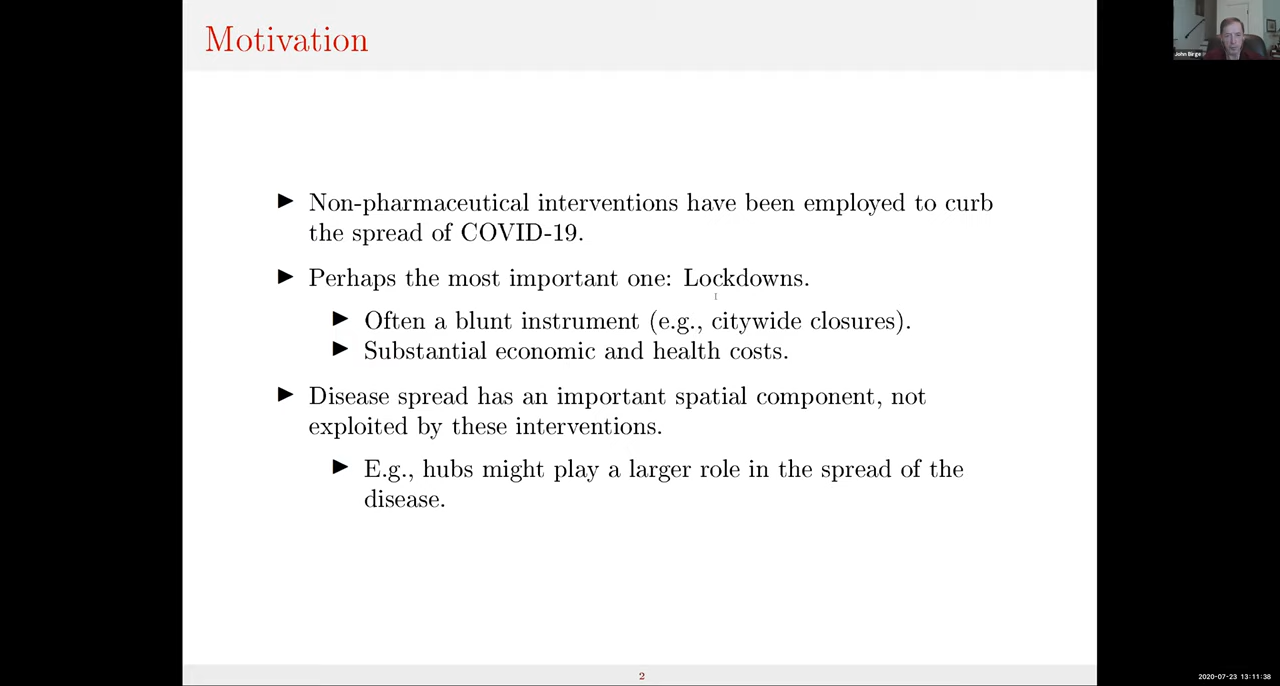 Motivation
John Birge
► Non-pharmaceutical interventions have been employed to curb
the spread of COVID-19.
► Perhaps the most important one: Lockdowns.
► Often a blunt instrument (e.g., citywide closures).
► Substantial economic and health costs.
► Disease spread has an important spatial component, not
exploited by these interventions.
► E.g., hubs might play a larger role in the spread of the
disease.
2
2020-07-23 13:11:38